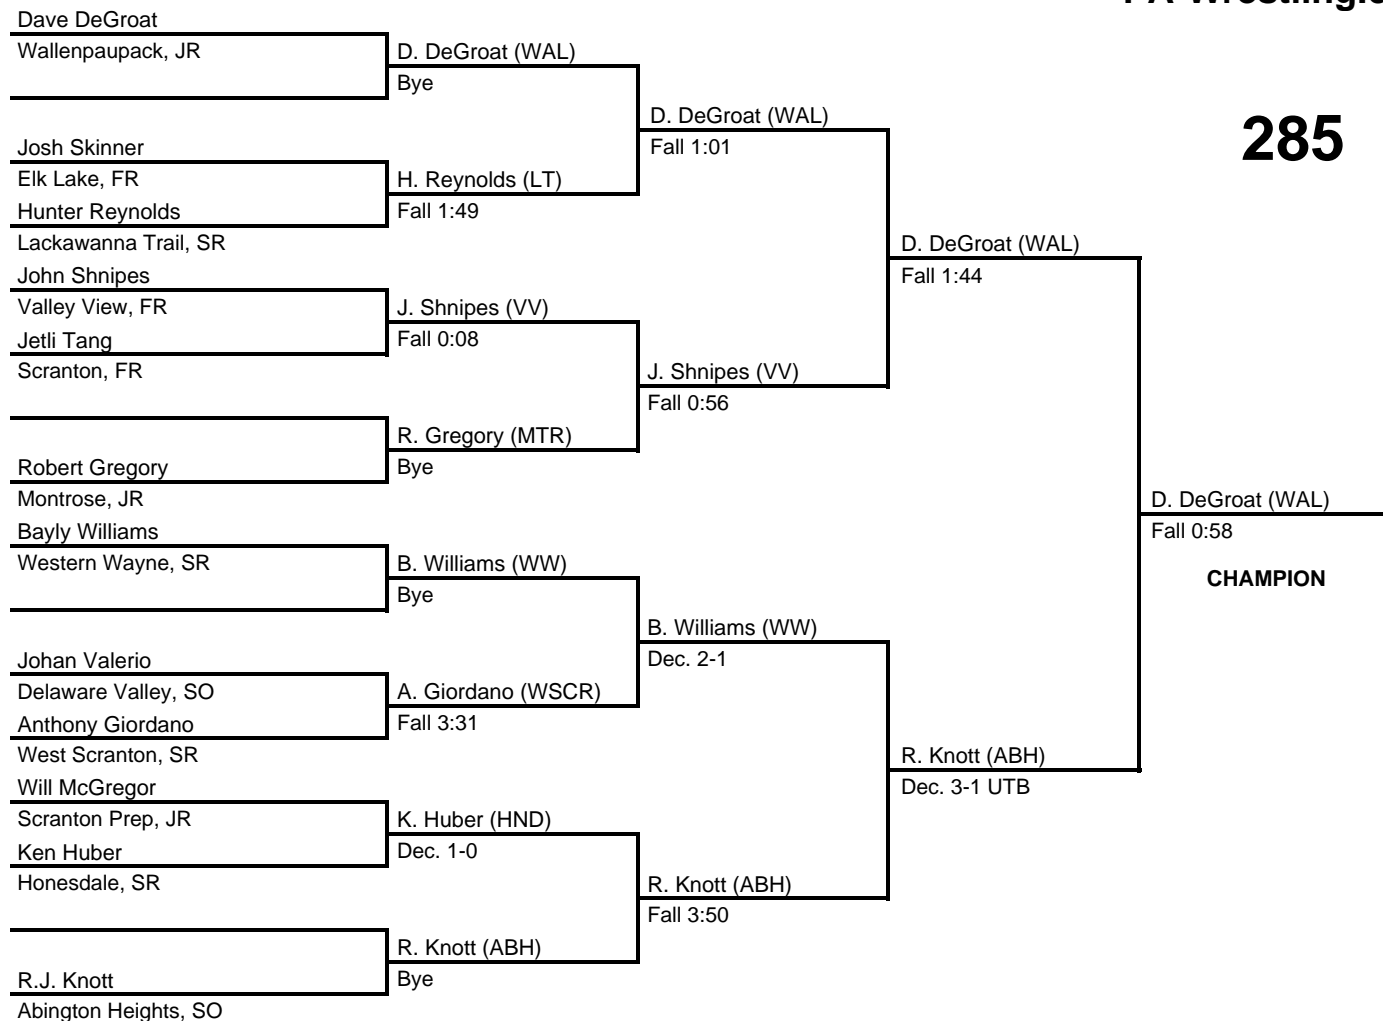 Dave DeGroat
Wallenpaupack, JR
D. DeGroat (WAL)
Bye
D. DeGroat (WAL)
Fall 1:01
285
Josh Skinner
Elk Lake, FR
H. Reynolds (LT)
Hunter Reynolds
Fall 1:49
Lackawanna Trail, SR
D. DeGroat (WAL)
Fall 1:44
John Shnipes
Valley View, FR
J. Shnipes (VV)
Jetli Tang
Fall 0:08
Scranton, FR
J. Shnipes (VV)
Fall 0:56
R. Gregory (MTR)
Robert Gregory
Bye
Montrose, JR
D. DeGroat (WAL)
Fall 0:58
CHAMPION
Bayly Williams
Western Wayne, SR
B. Williams (WW)
Bye
B. Williams (WW)
Dec. 2-1
Johan Valerio
Delaware Valley, SO
A. Giordano (WSCR)
Anthony Giordano
Fall 3:31
West Scranton, SR
R. Knott (ABH)
Dec. 3-1 UTB
Will McGregor
Scranton Prep, JR
K. Huber (HND)
Ken Huber
Dec. 1-0
Honesdale, SR
R. Knott (ABH)
Fall 3:50
R. Knott (ABH)
R.J. Knott
Bye
Abington Heights, SO